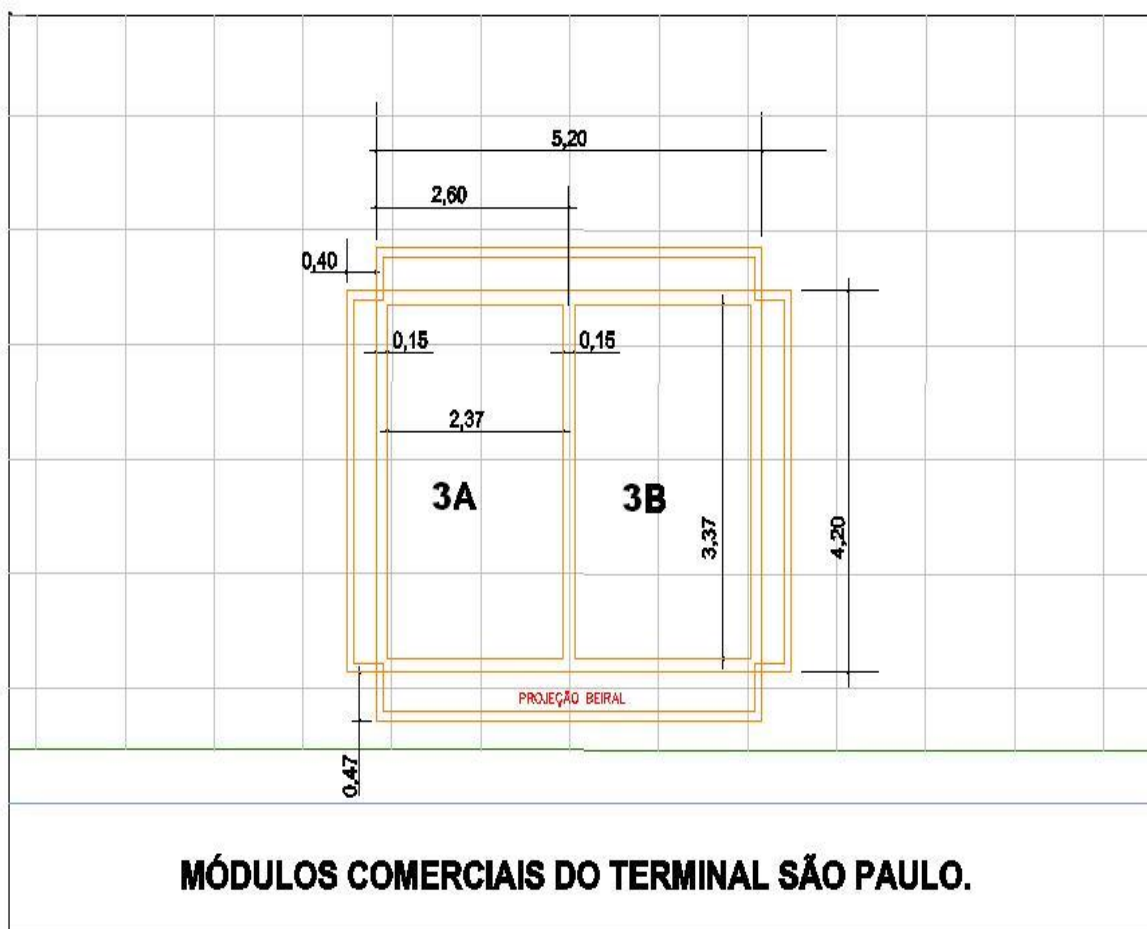 5,20
2,60
0,40
0,15
0,15
2,37
3A
3B
3,37
4,20
PROJEÇÃO BEIRAL
0,47
MÓDULOS COMERCIAIS DO TERMINAL SÃO PAULO.